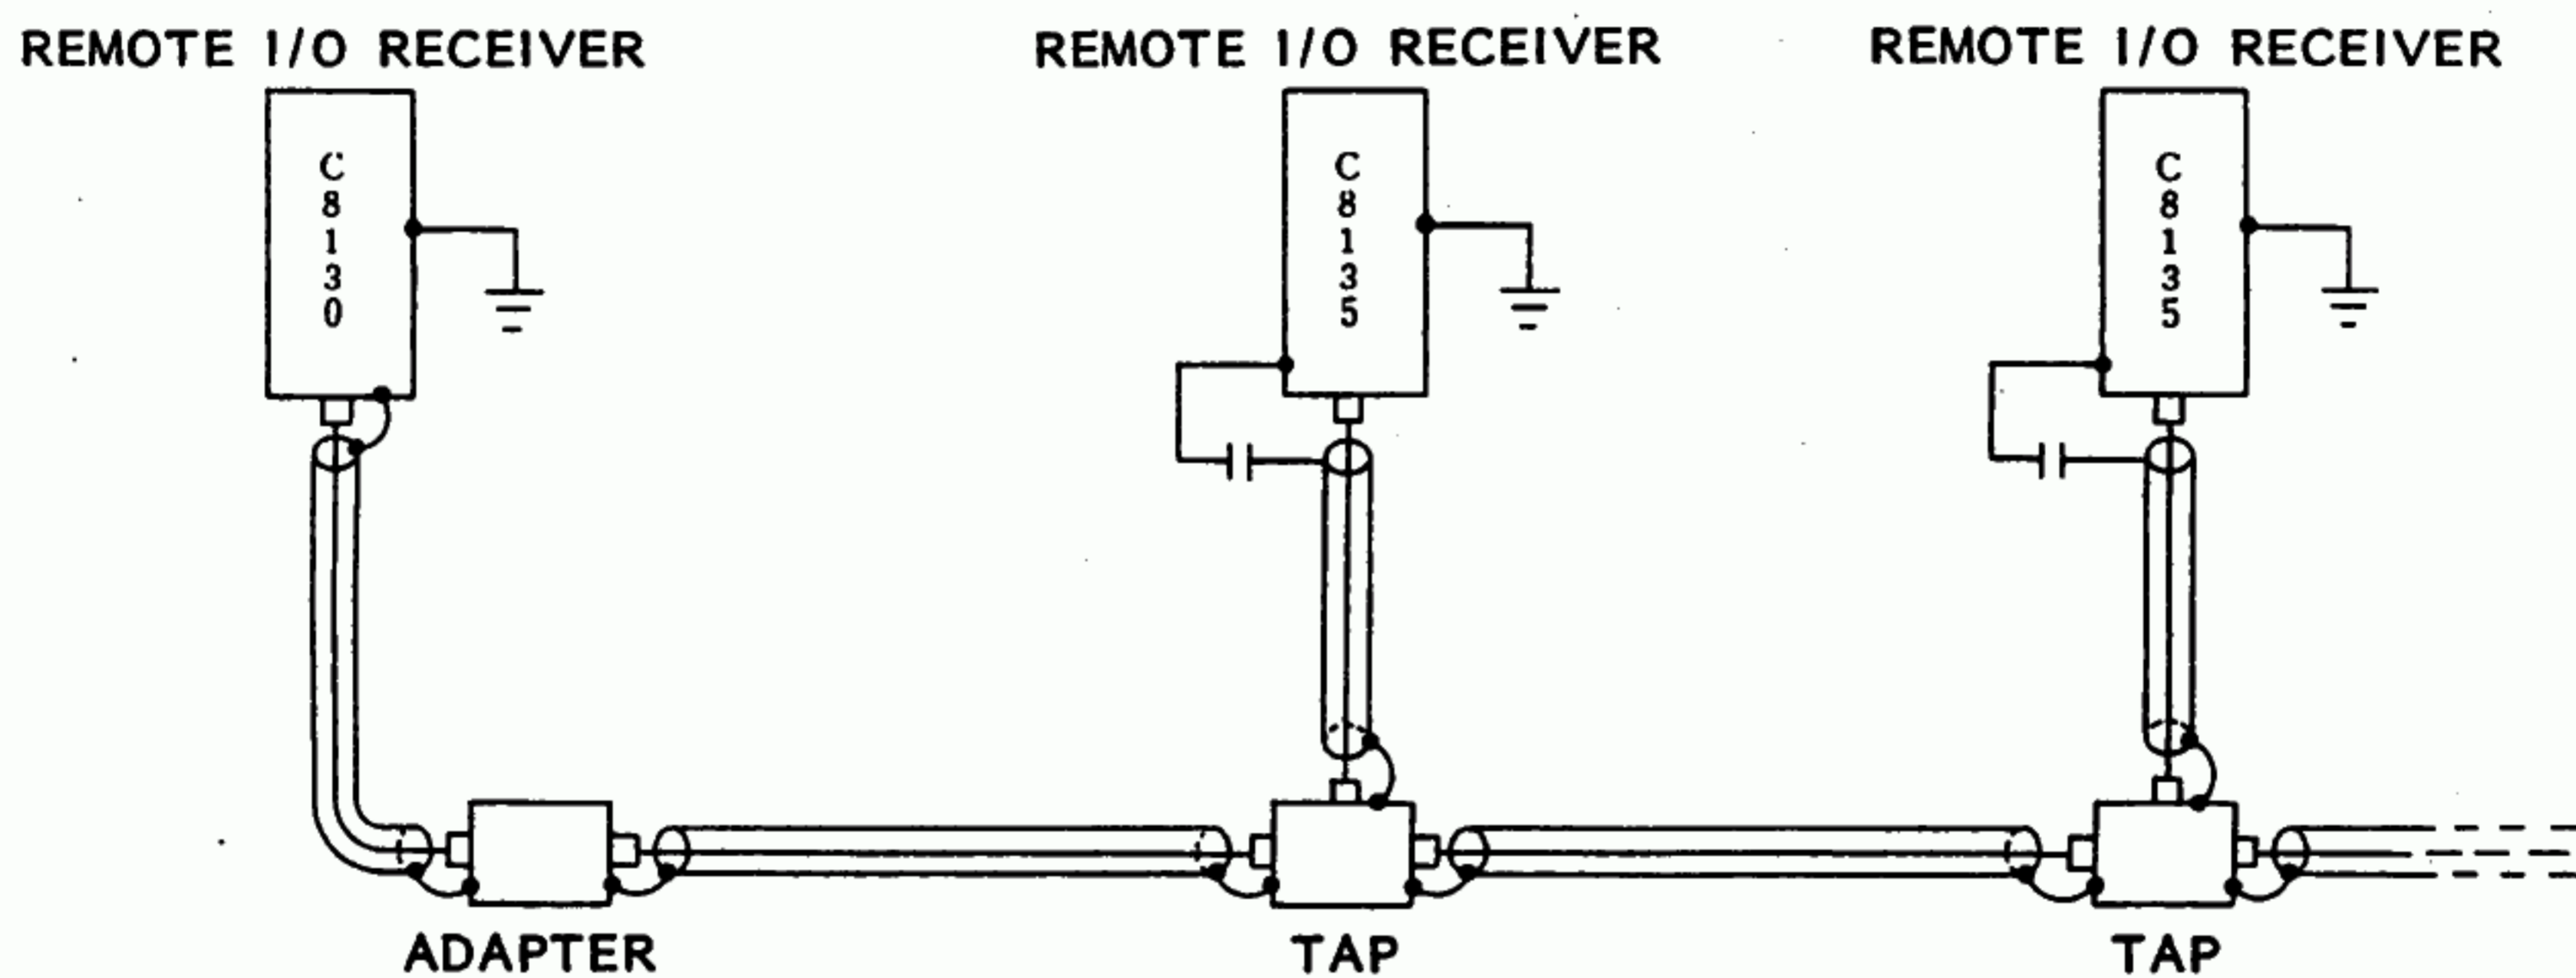 REMOTE I/O RECEIVER
REMOTE I/O RECEIVER
REMOTE I/O RECEIVER
C
8
1
3
0
C
8
1
3
5
C
8
1
3
5
ADAPTER
TAP
TAP